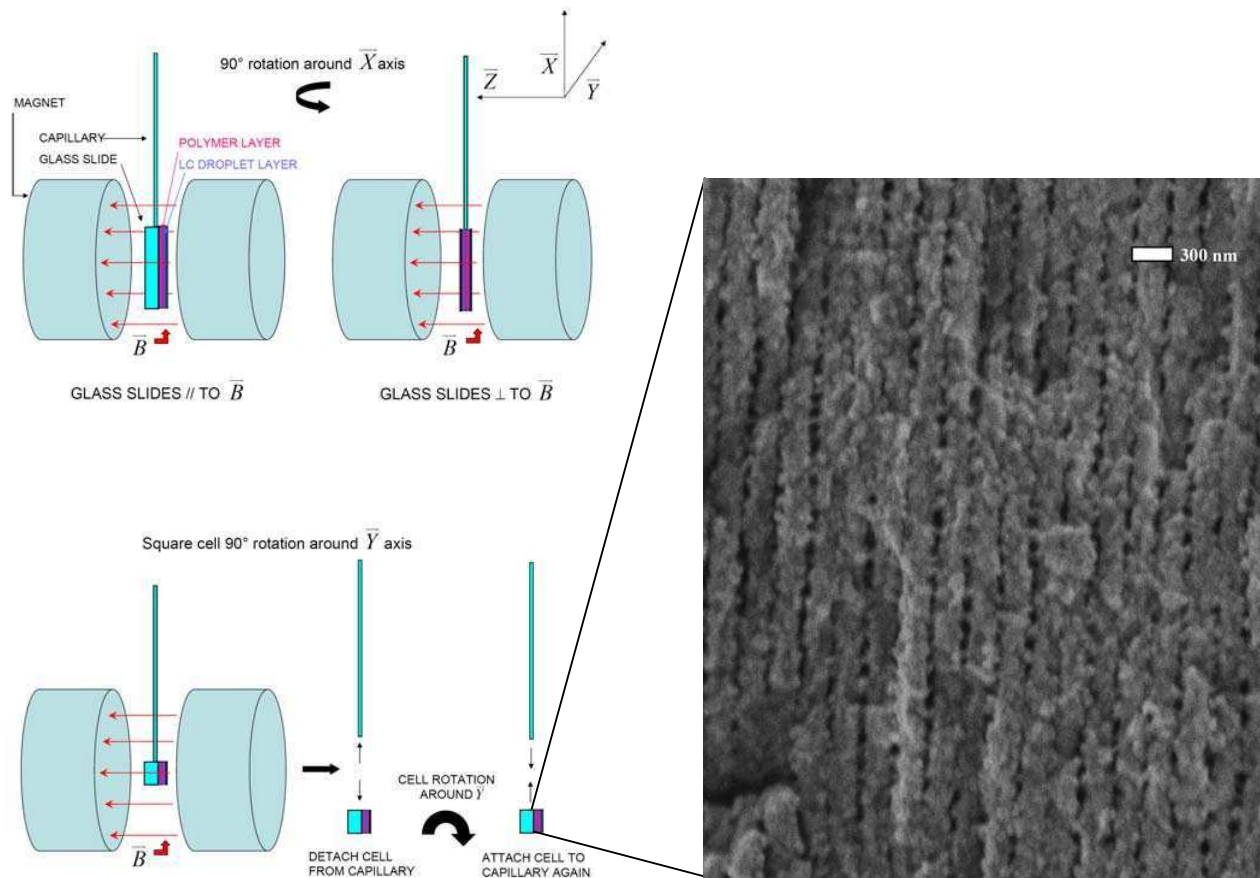 90° rotation around X axis
X
Z
Y
MAGNET
CAPILLARY
POLYMER LAYER
GLASS SLIDE
LC DROPLET LAYER
300 nm
B
B
GLASS SLIDES // TO B
GLASS SLIDES ⊥ TO B
Square cell 90° rotation around Y axis
CELL ROTATION
AROUND Y
B
DETACH CELL
FROM CAPILLARY
ATTACH CELL TO
CAPILLARY AGAIN